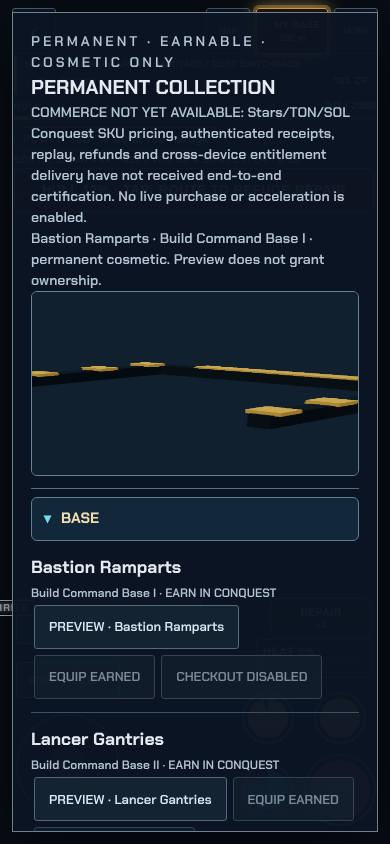 PERMANENT · EARNABLE ·
COSMETIC ONLY
PERMANENT COLLECTION
COMMERCE NOT YET AVAILABLE: Stars/TON/SOL
Conquest SKU pricing, authenticated receipts,
replay, refunds and cross-device entitlement
delivery have not received end-to-end
certification. No live purchase or acceleration is
enabled.
Bastion Ramparts · Build Command Base I ·
permanent cosmetic. Preview does not grant
ownership.
▼ BASE
Bastion Ramparts
Build Command Base I · EARN IN CONQUEST
PREVIEW · Bastion Ramparts
EQUIP EARNED CHECKOUT DISABLED
REPAIR
Lancer Gantries
Build Command Base II · EARN IN CONQUEST
PREVIEW · Lancer Gantries EQUIP EARNED